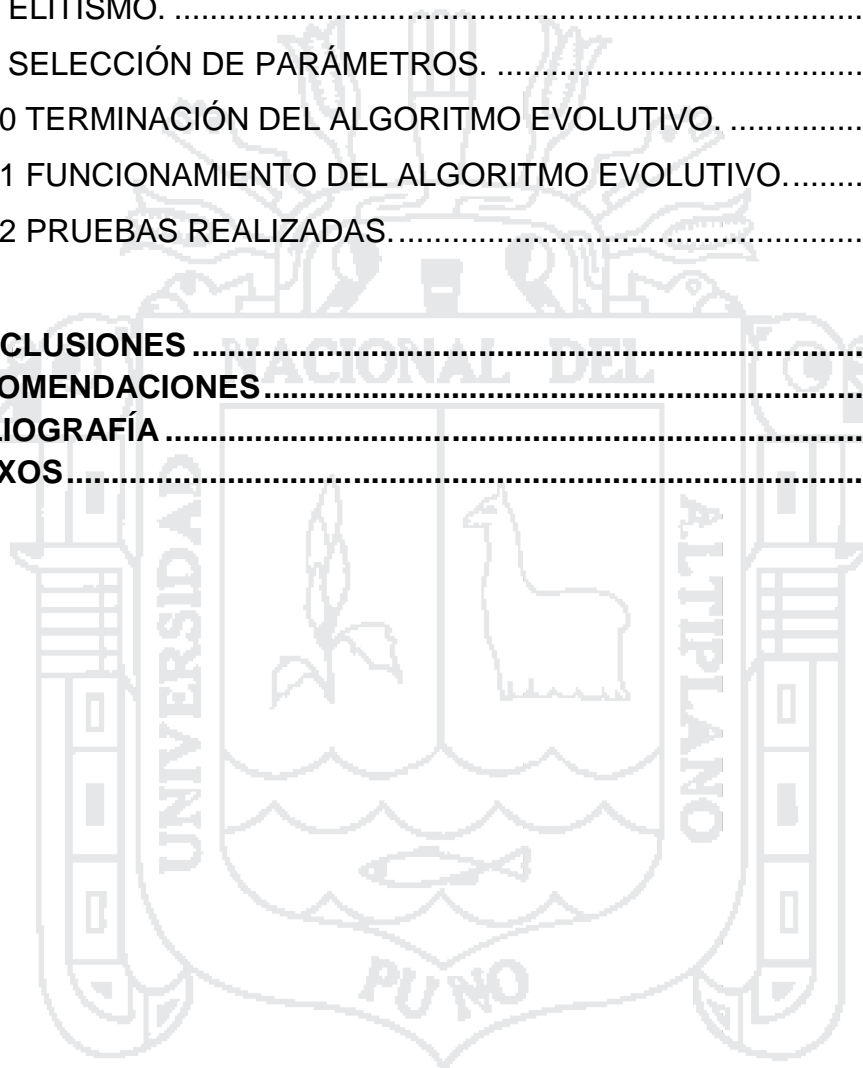 ELITISMO. ........................................................................
SELECCIÓN DE PARÁMETROS. ........................................
0 TERMINACIÓN DEL ALGORITMO EVOLUTIVO. ...............
1 FUNCIONAMIENTO DEL ALGORITMO EVOLUTIVO.........
2 PRUEBAS REALIZADAS. ...................................................
CLUSIONES ........................................................................
OMENDACIONES................................................................
LIOGRAFÍA ........................................................................
XOS....................................................................................
NACIONAL DEL
UNIVERSIDAD
ALTIPLANO
PUNO